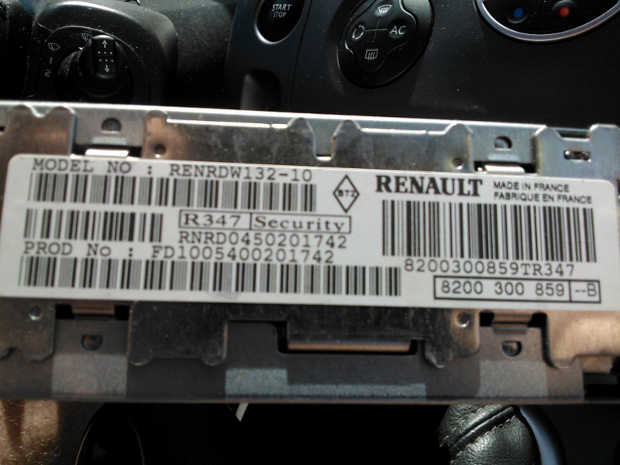 START
STOP
AC
MODEL NO : RENRDW132-10
RENAULT
MADE IN FRANCE
FABRIQUE EN FRANCE
R347 Security
RNRD0450201742
PROD No : FD1005400201742
8200300859TR347
8200 300 859 --B